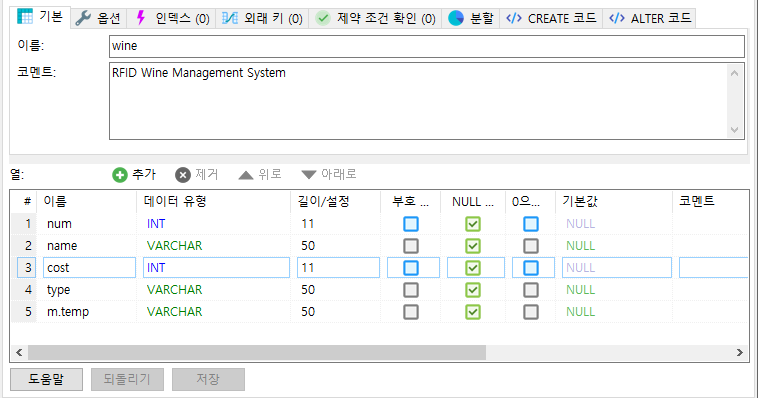 기본 옵션 인덱스 (0) 외래 키 (0) 제약 조건 확인 (0) 분할 CREATE 코드 ALTER 코드
이름: wine
코멘트: RFID Wine Management System
열: 추가 제거 위로 아래로
# 이름 데이터 유형 길이/설정 부호 ... NULL ... 0으... 기본값 코멘트
1 num INT 11 NULL
2 name VARCHAR 50 NULL
3 cost INT 11 NULL
4 type VARCHAR 50 NULL
5 m.temp VARCHAR 50 NULL
도움말 되돌리기 저장